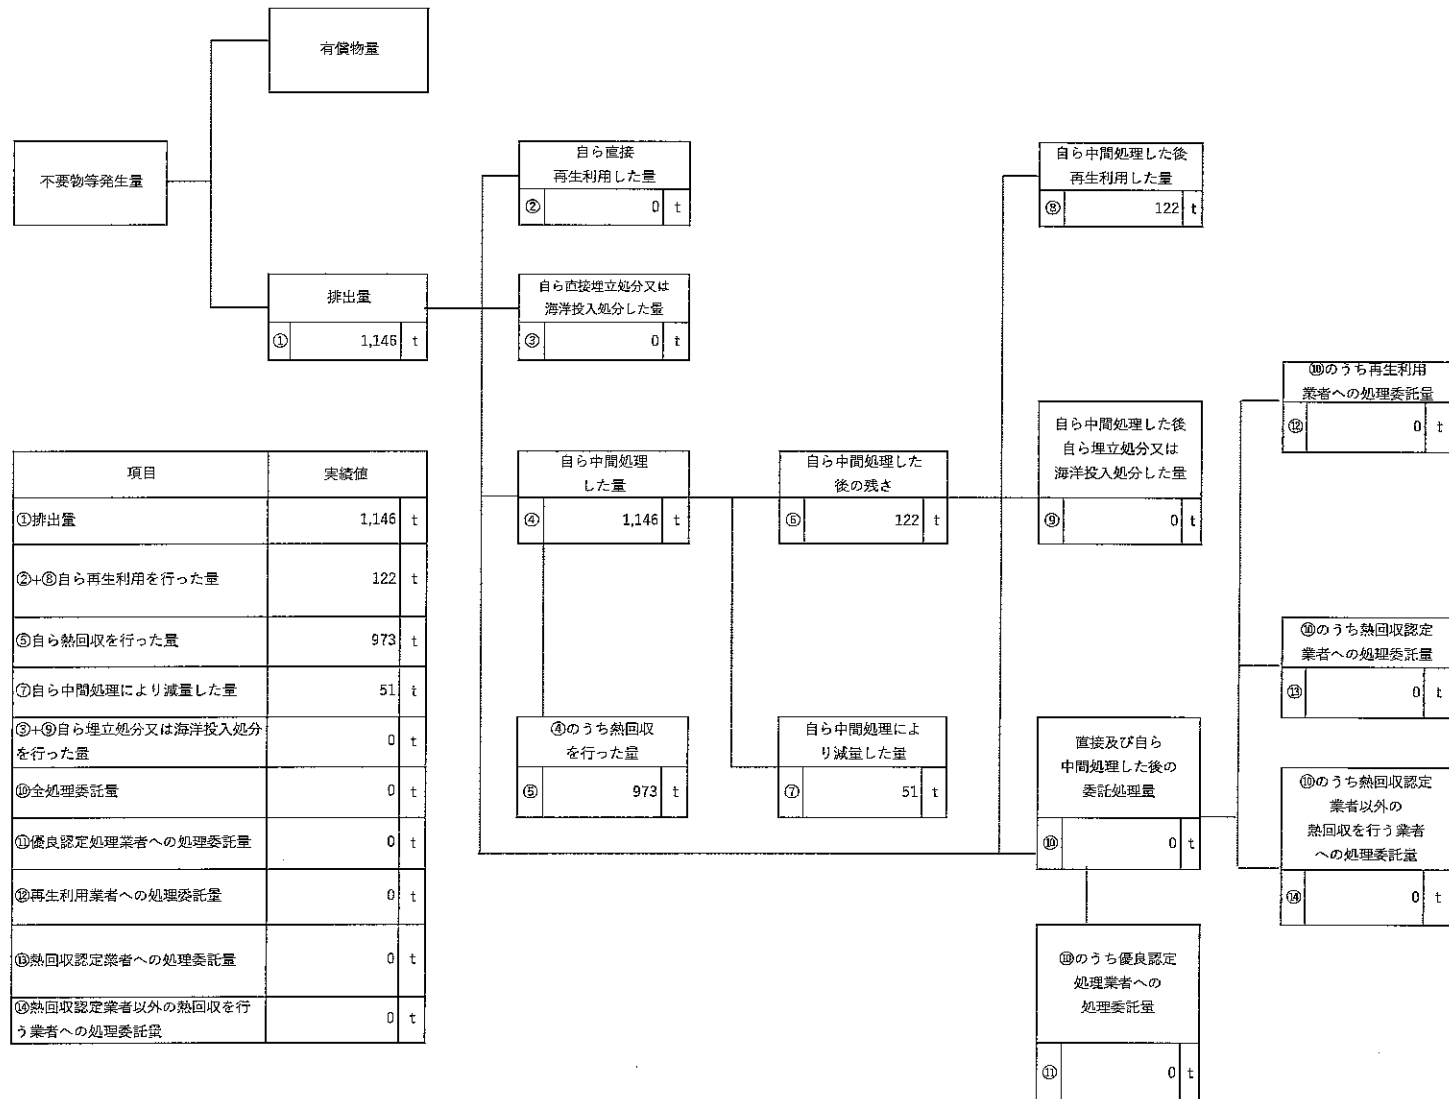 有償物量
不要物等発生量
自ら直接
再生利用した量
② 0 t
自ら中間処理した後
再生利用した量
⑧ 122 t
排出量
① 1,146 t
自ら直接埋立処分又は
海洋投入処分した量
③ 0 t
⑩のうち再生利用
業者への処理委託量
⑫ 0 t
自ら中間処理した後
自ら埋立処分又は
海洋投入処分した量
⑨ 0 t
自ら中間処理
した量
④ 1,146 t
自ら中間処理した
後の残さ
⑥ 122 t
⑩のうち熱回収認定
業者への処理委託量
⑬ 0 t
④のうち熱回収
を行った量
⑤ 973 t
自ら中間処理によ
り減量した量
⑦ 51 t
直接及び自ら
中間処理した後の
委託処理量
⑩ 0 t
⑩のうち熱回収認定
業者以外の
熱回収を行う業者
への処理委託量
⑭ 0 t
⑩のうち優良認定
処理業者への
処理委託量
⑪ 0 t
項目 実績値
①排出量 1,146 t
②+⑧自ら再生利用を行った量 122 t
⑤自ら熱回収を行った量 973 t
⑦自ら中間処理により減量した量 51 t
③+⑨自ら埋立処分又は海洋投入処分
を行った量 0 t
⑩全処理委託量 0 t
⑪優良認定処理業者への処理委託量 0 t
⑫再生利用業者への処理委託量 0 t
⑬熱回収認定業者への処理委託量 0 t
⑭熱回収認定業者以外の熱回収を行
う業者への処理委託量 0 t